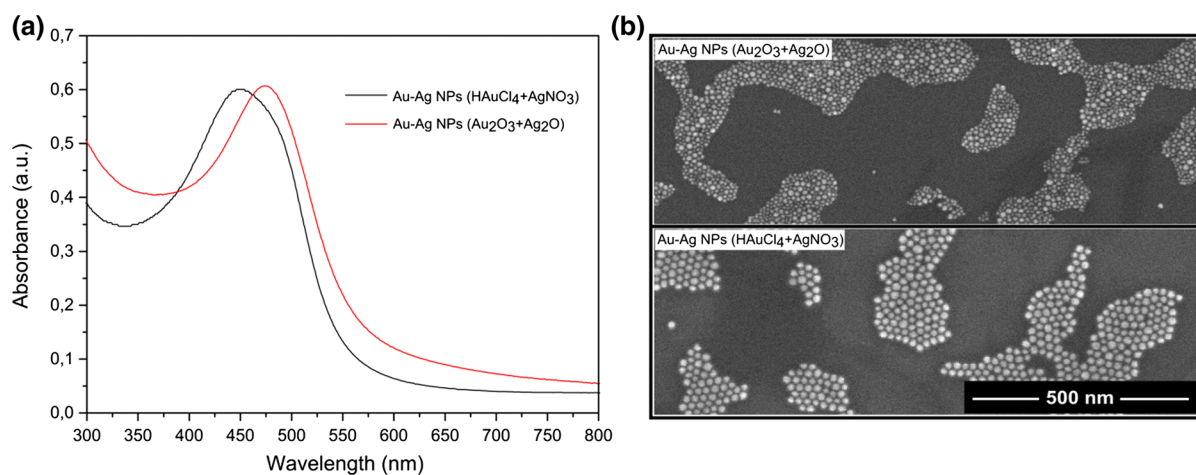 (a)
0,7
0,6
0,5
0,4
0,3
0,2
0,1
0,0
Absorbance (a.u.)
300 350 400 450 500 550 600 650 700 750 800
Wavelength (nm)
Au-Ag NPs (HAuCl₄+AgNO₃)
Au-Ag NPs (Au₂O₃+Ag₂O)
(b)
Au-Ag NPs (Au₂O₃+Ag₂O)
Au-Ag NPs (HAuCl₄+AgNO₃)
500 nm